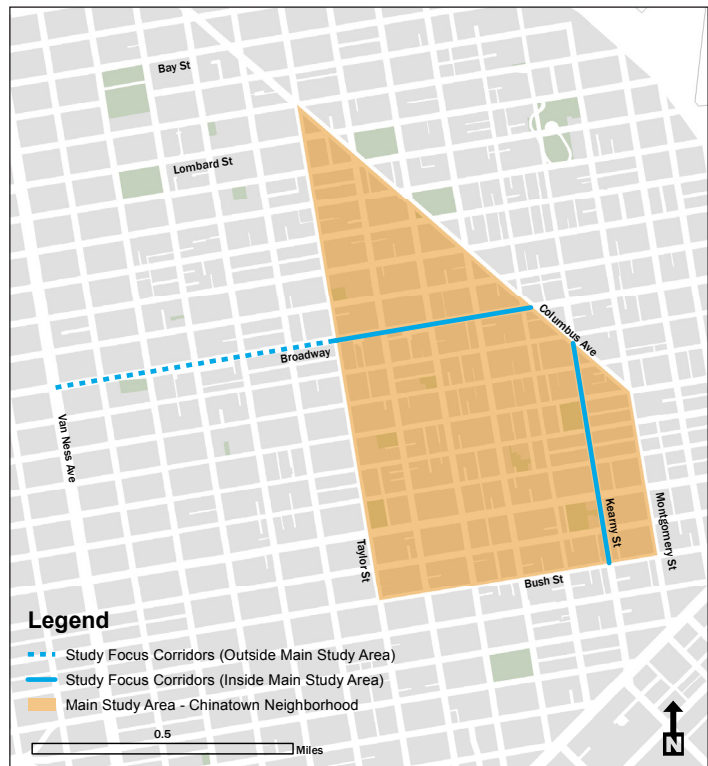 Bay St
Lombard St
Columbus Ave
Broadway
Van Ness Ave
Kearny St
Montgomery St
Taylor St
Bush St
Legend
Study Focus Corridors (Outside Main Study Area)
Study Focus Corridors (Inside Main Study Area)
Main Study Area - Chinatown Neighborhood
0.5
Miles
N